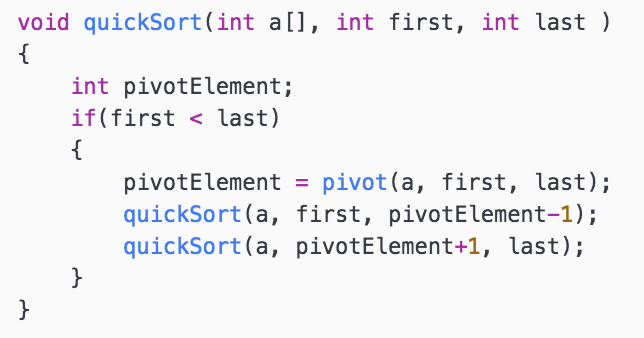 void quickSort(int a[], int first, int last )
{
    int pivotElement;
    if(first < last)
    {
        pivotElement = pivot(a, first, last);
        quickSort(a, first, pivotElement-1);
        quickSort(a, pivotElement+1, last);
    }
}